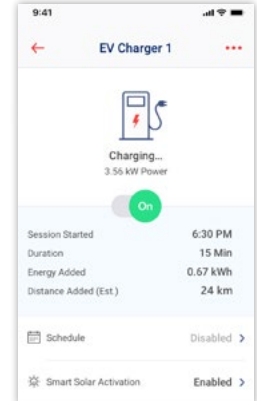 9:41
EV Charger 1
Charging...
3.56 kW Power
On
Session Started 6:30 PM
Duration 15 Min
Energy Added 0.67 kWh
Distance Added (Est.) 24 km
Schedule Disabled
Smart Solar Activation Enabled